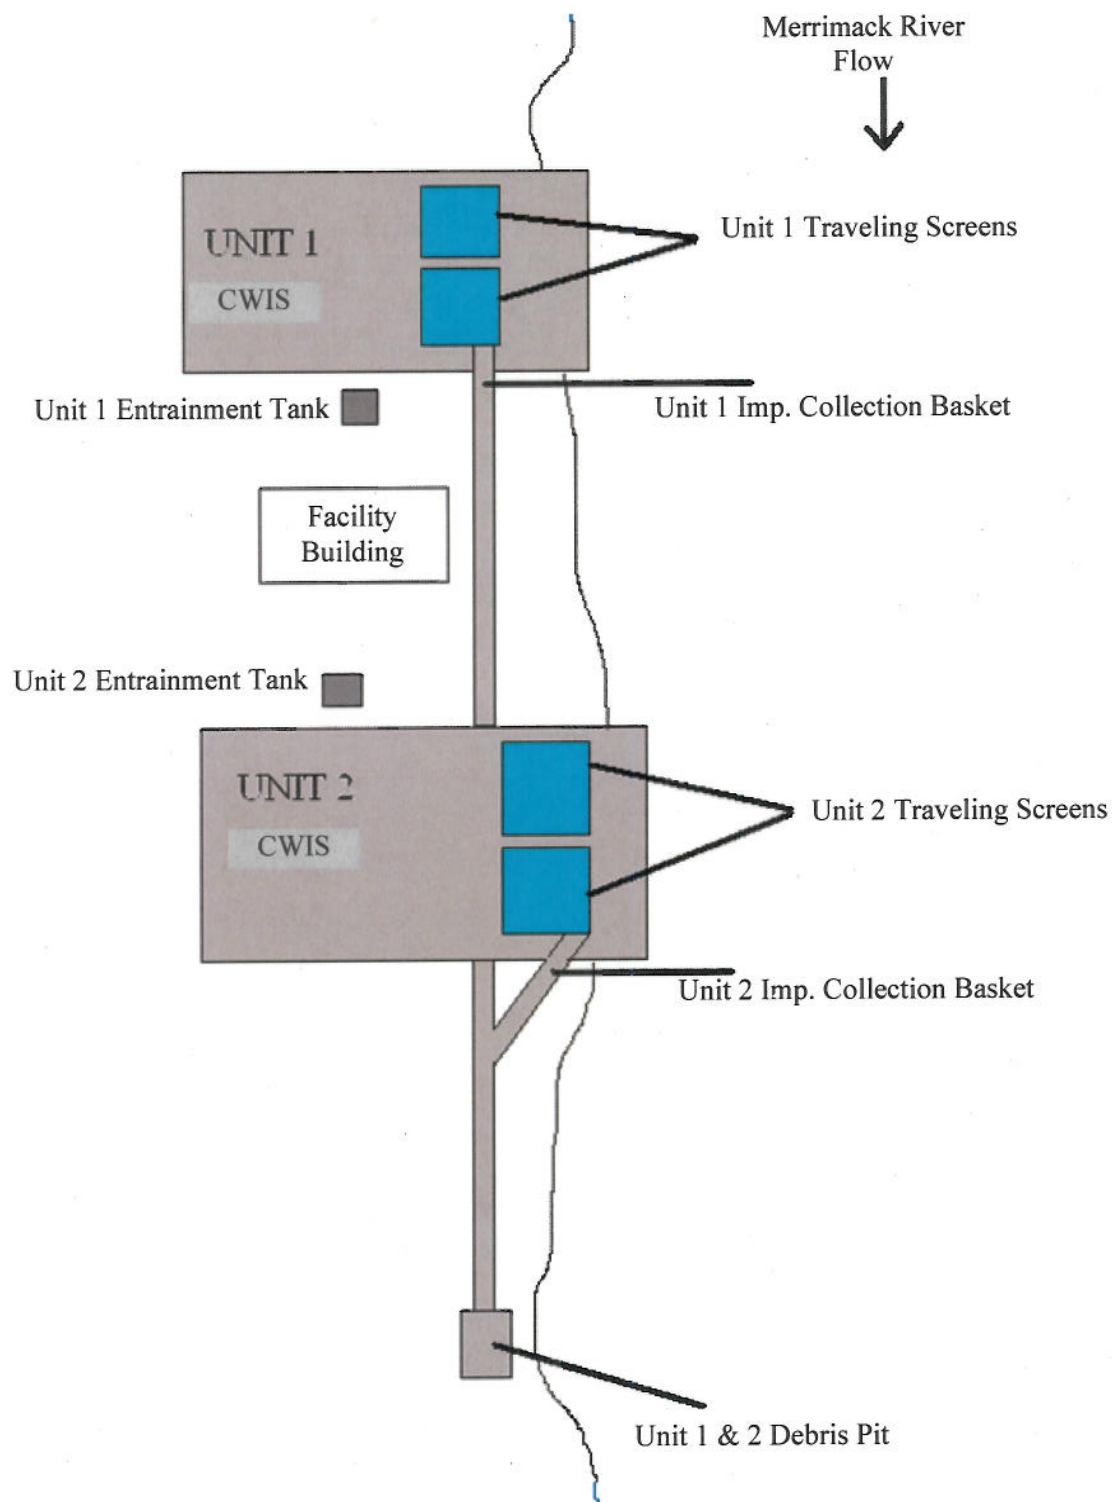 Merrimack River
Flow
Unit 1 Traveling Screens
UNIT 1
CWIS
Unit 1 Entrainment Tank
Unit 1 Imp. Collection Basket
Facility
Building
Unit 2 Entrainment Tank
UNIT 2
CWIS
Unit 2 Traveling Screens
Unit 2 Imp. Collection Basket
Unit 1 & 2 Debris Pit